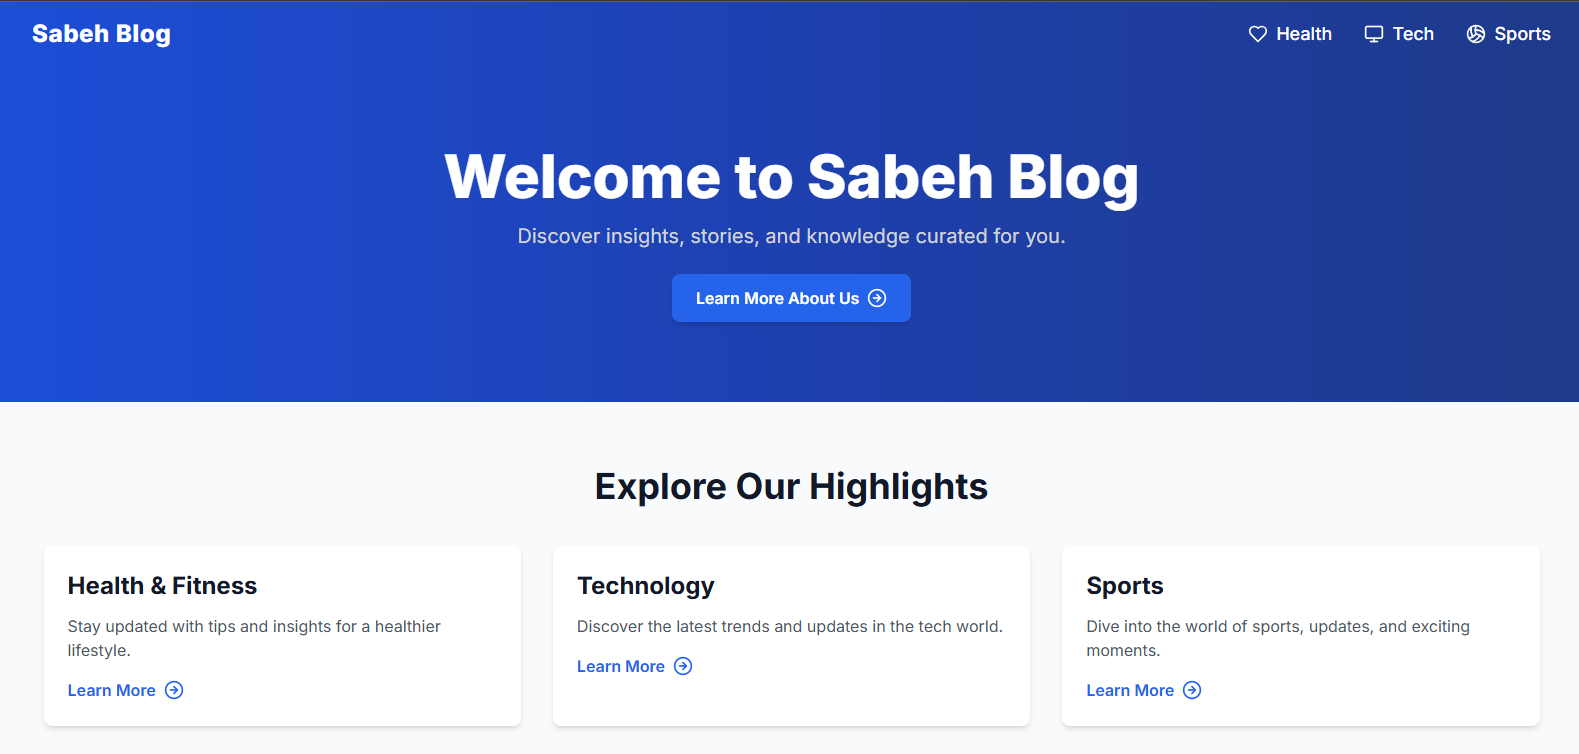 Sabeh Blog
Health
Tech
Sports
Welcome to Sabeh Blog
Discover insights, stories, and knowledge curated for you.
Learn More About Us
Explore Our Highlights
Health & Fitness
Stay updated with tips and insights for a healthier
lifestyle.
Learn More
Technology
Discover the latest trends and updates in the tech world.
Learn More
Sports
Dive into the world of sports, updates, and exciting
moments.
Learn More